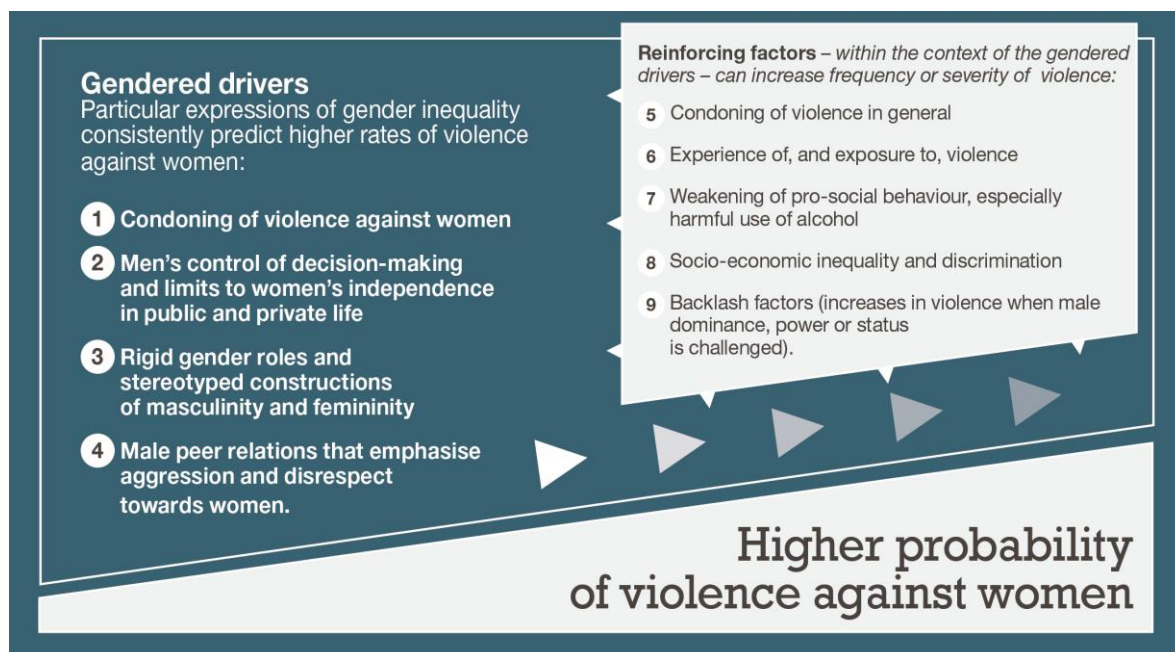 Gendered drivers
Particular expressions of gender inequality
consistently predict higher rates of violence
against women:
1 Condoning of violence against women
2 Men's control of decision-making
and limits to women's independence
in public and private life
3 Rigid gender roles and
stereotyped constructions
of masculinity and femininity
4 Male peer relations that emphasise
aggression and disrespect
towards women.
Reinforcing factors – within the context of the gendered
drivers – can increase frequency or severity of violence:
5 Condoning of violence in general
6 Experience of, and exposure to, violence
7 Weakening of pro-social behaviour, especially
harmful use of alcohol
8 Socio-economic inequality and discrimination
9 Backlash factors (increases in violence when male
dominance, power or status
is challenged).
Higher probability
of violence against women